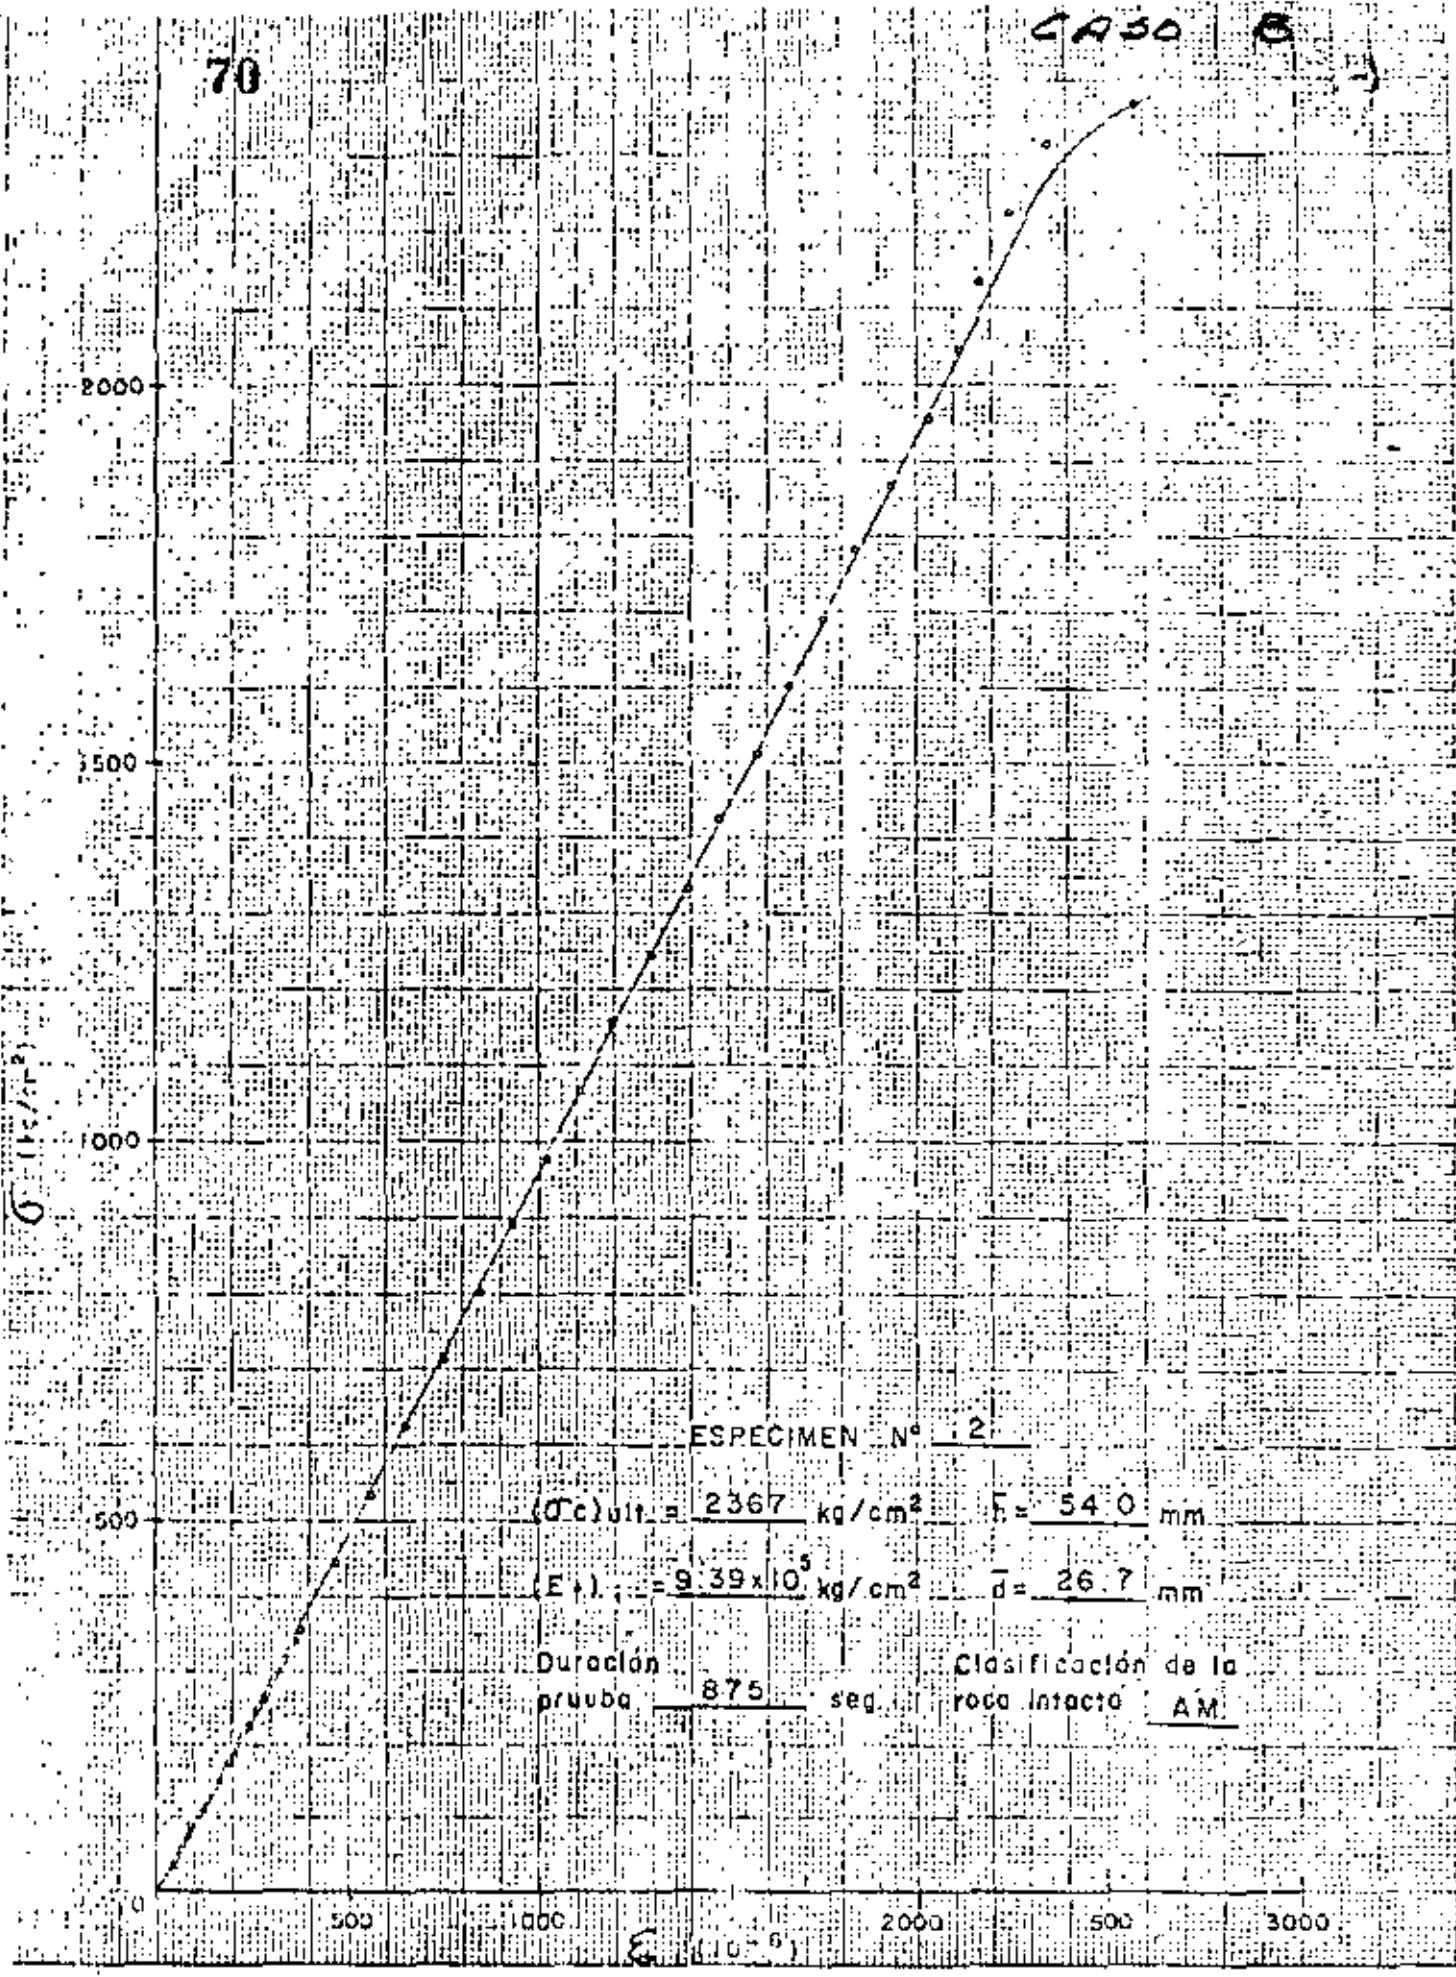 CASO B
70
2000
1500
1000
500
0
500 1000 2000 500 3000
ε (10⁻⁶)
σ
ESPECIMEN Nº 2
(σc)ult. = 2367 kg/cm² h̄ = 54.0 mm
= 9.39x10⁵ kg/cm² d̄ = 26.7 mm
Duración Clasificación de la
prueba 875 seg. roca intacta AM